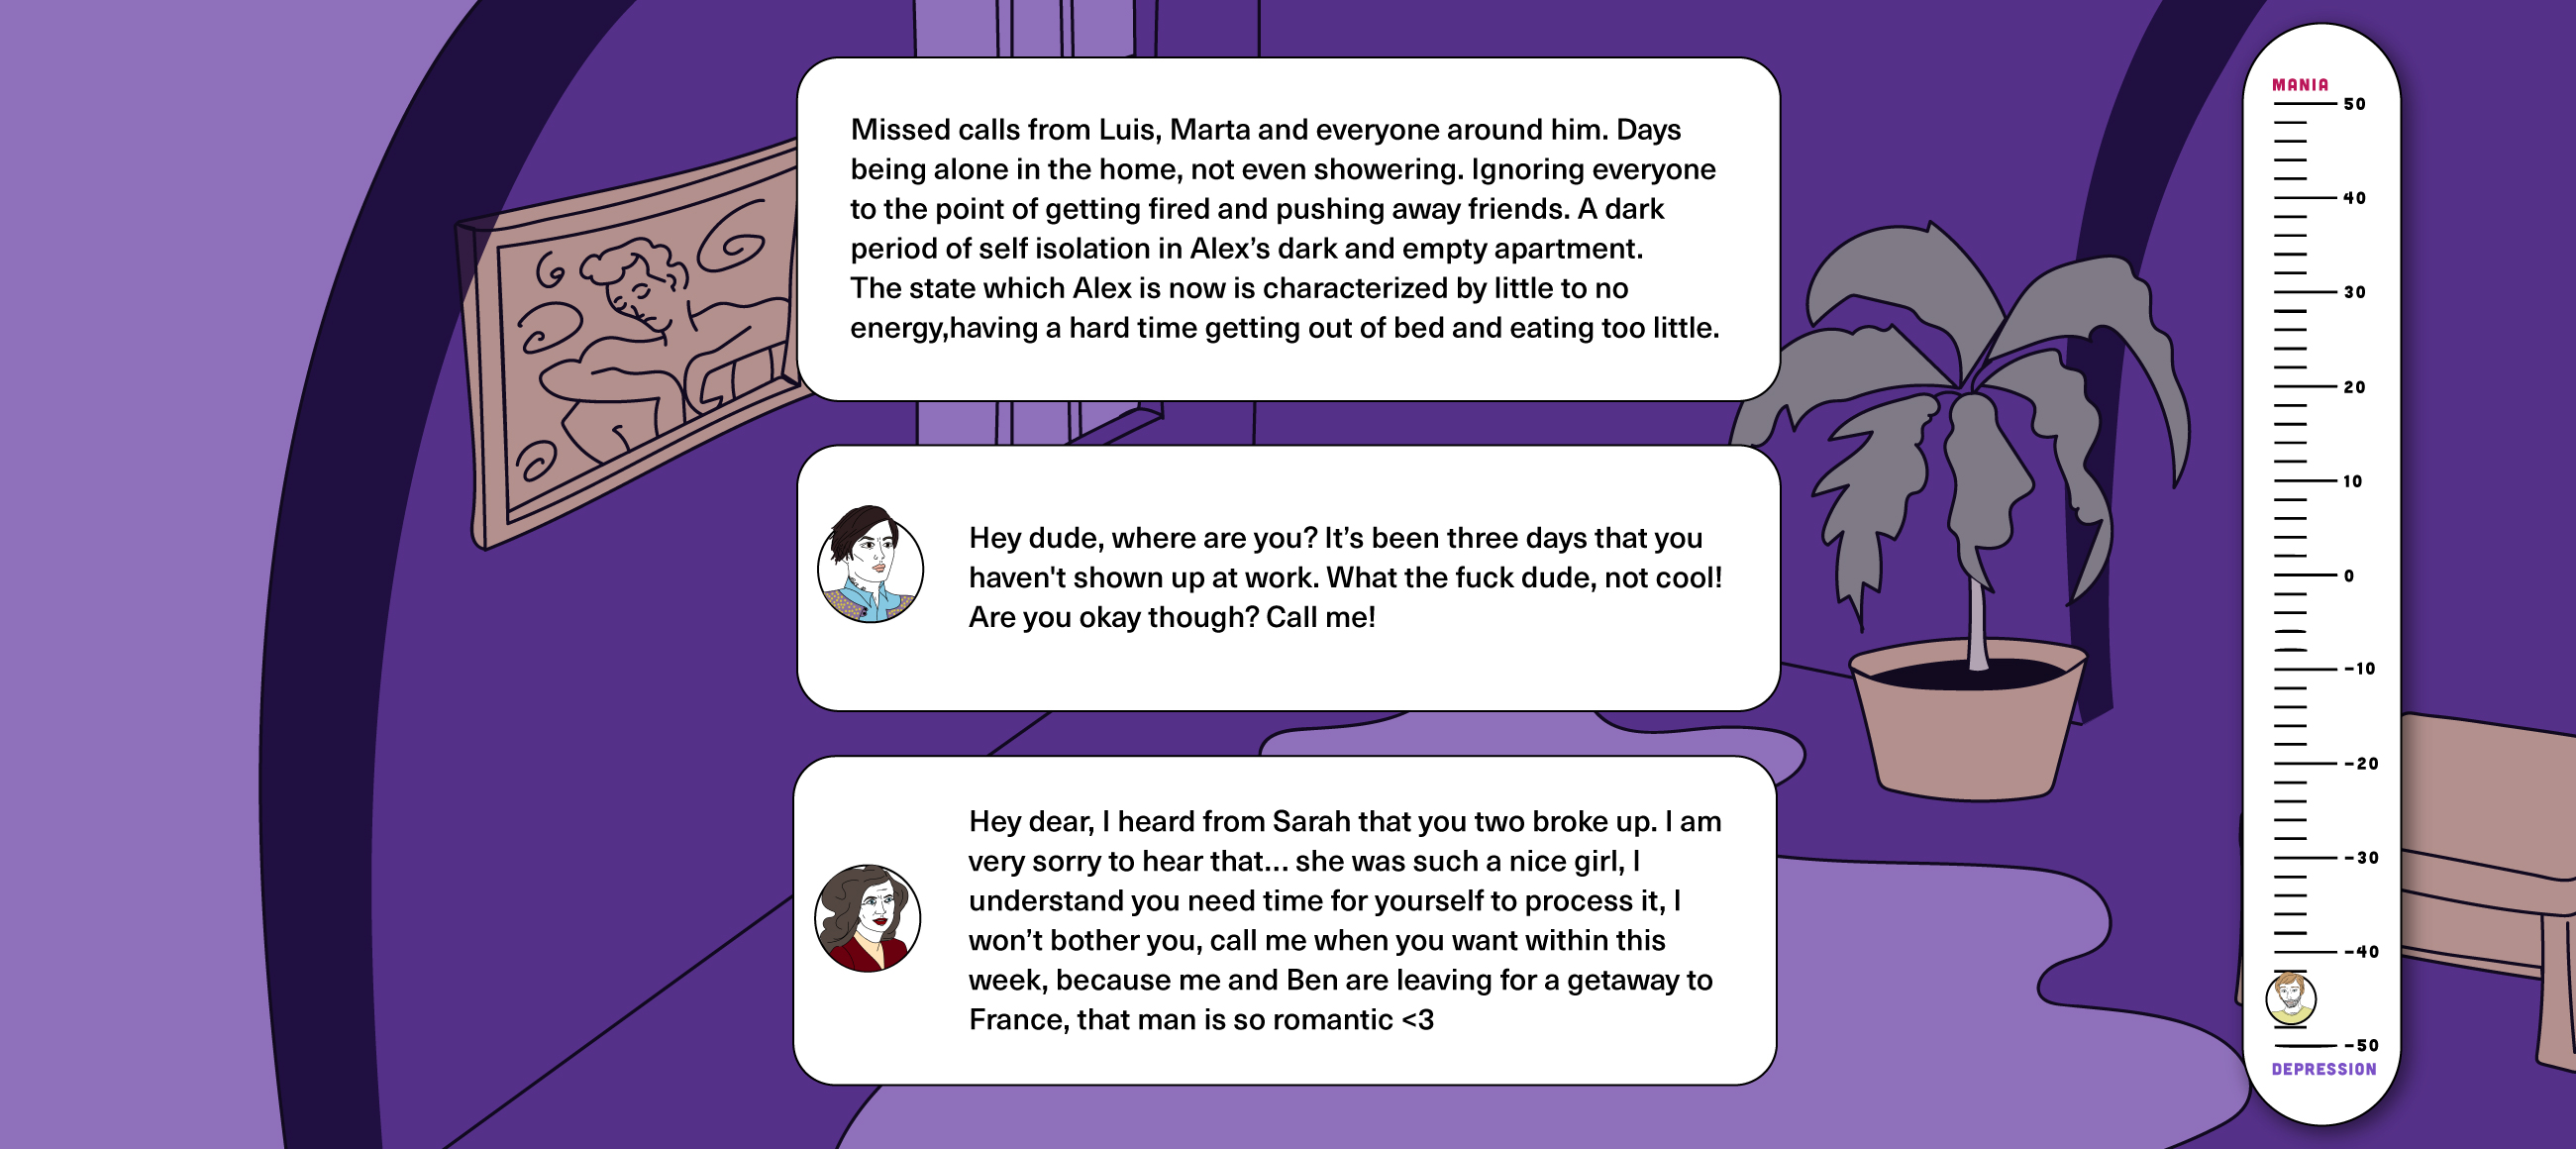 Missed calls from Luis, Marta and everyone around him. Days
being alone in the home, not even showering. Ignoring everyone
to the point of getting fired and pushing away friends. A dark
period of self isolation in Alex’s dark and empty apartment.
The state which Alex is now is characterized by little to no
energy,having a hard time getting out of bed and eating too little.
Hey dude, where are you? It’s been three days that you
haven't shown up at work. What the fuck dude, not cool!
Are you okay though? Call me!
Hey dear, I heard from Sarah that you two broke up. I am
very sorry to hear that... she was such a nice girl, I
understand you need time for yourself to process it, I
won’t bother you, call me when you want within this
week, because me and Ben are leaving for a getaway to
France, that man is so romantic <3
MANIA
50
40
30
20
10
0
-10
-20
-30
-40
-50
DEPRESSION